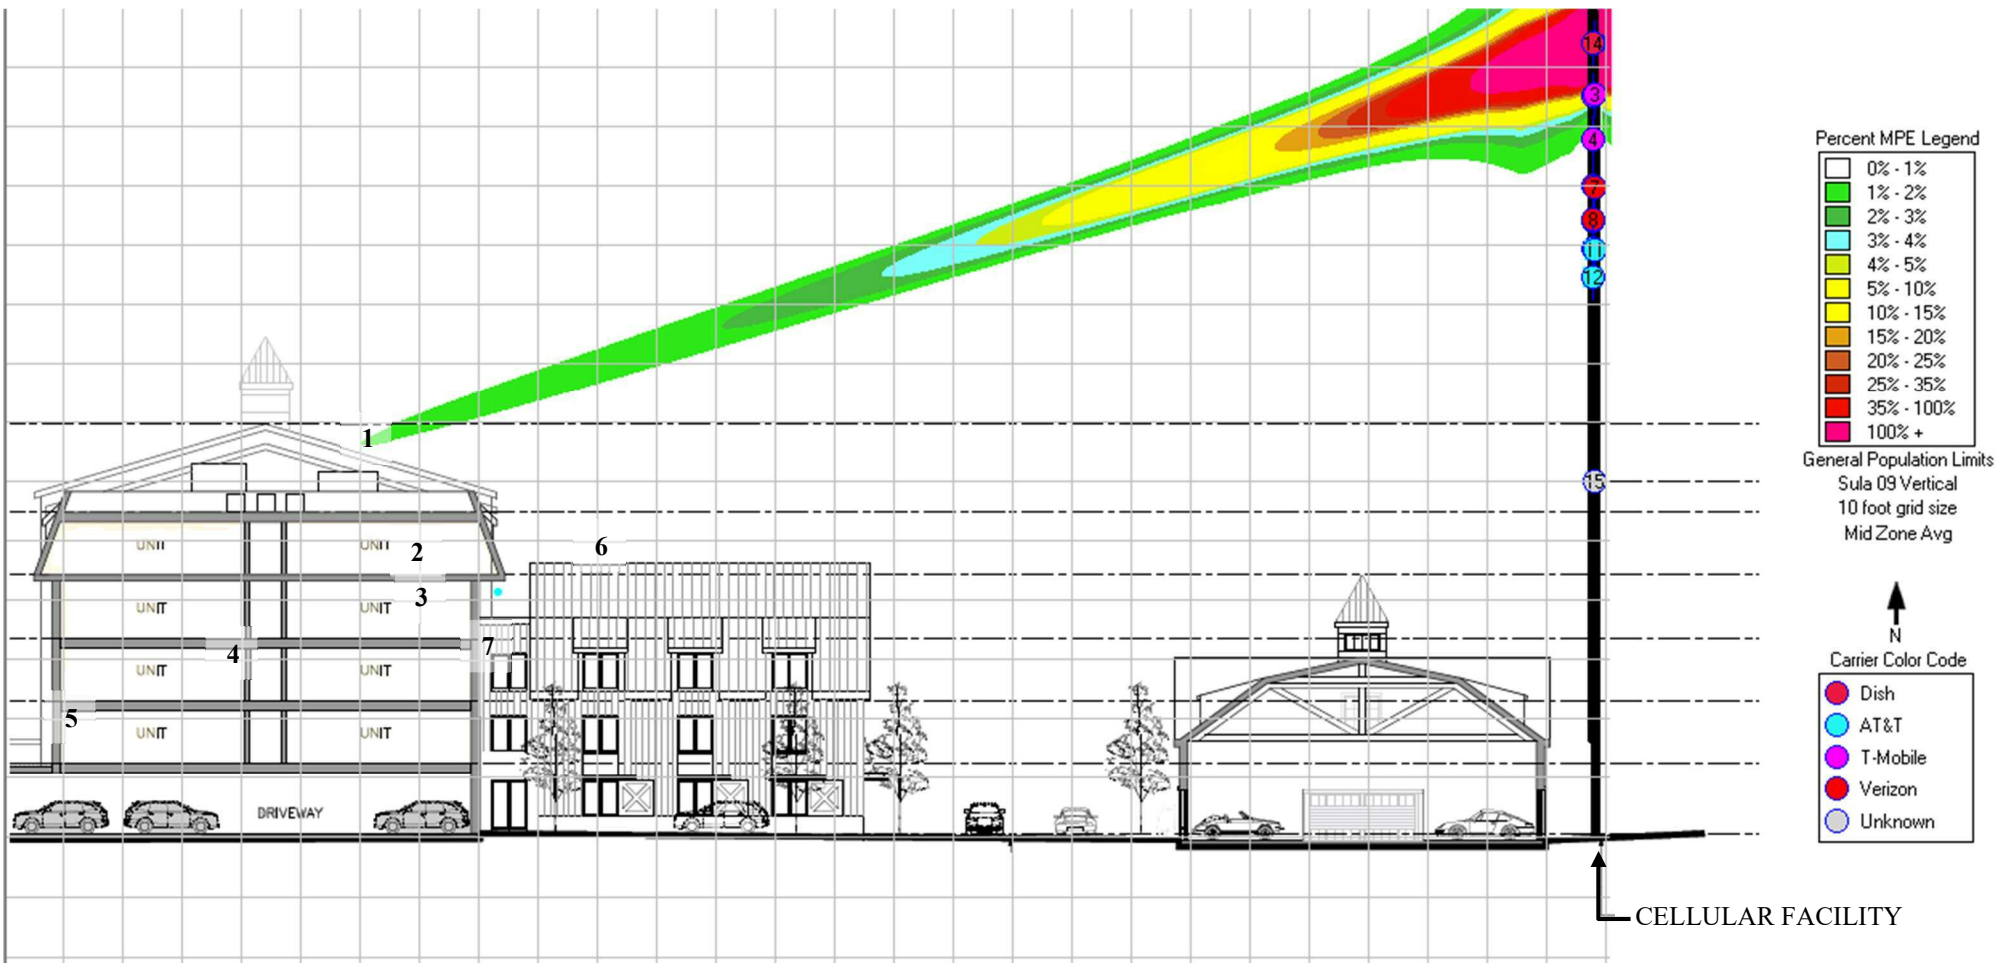 14
3
4
7
8
11
12
15
1
2
3
4
5
6
7
UNIT
UNIT
UNIT
UNIT
UNIT
UNIT
UNIT
UNIT
DRIVEWAY
Percent MPE Legend
0% - 1%
1% - 2%
2% - 3%
3% - 4%
4% - 5%
5% - 10%
10% - 15%
15% - 20%
20% - 25%
25% - 35%
35% - 100%
100% +
General Population Limits
Sula 09 Vertical
10 foot grid size
Mid Zone Avg
N
Carrier Color Code
Dish
AT&T
T-Mobile
Verizon
Unknown
CELLULAR FACILITY